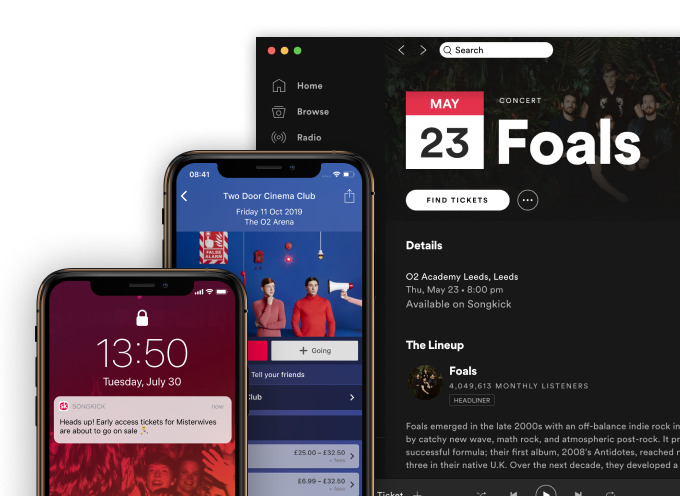 Search
Home
Browse
Radio
MAY
23
CONCERT
Foals
FIND TICKETS
Details
O2 Academy Leeds, Leeds
Thu, May 23 • 8:00 pm
Available on Songkick
The Lineup
Foals
4,049,613 MONTHLY LISTENERS
HEADLINER
Foals emerged in the late 2000s with an off-balance indie rock in
by catchy new wave, math rock, and atmospheric post-rock. It pr
successful formula; their first album, 2008's Antidotes, reached n
three in their native U.K. Over the next decade, they developed a
Ticket
08:41
Two Door Cinema Club
Friday 11 Oct 2019
The O2 Arena
FALSE
ALARM
+ Going
Tell your friends
Club
£25.00 – £32.50
+ fees
£6.99 – £32.50
+ fees
13:50
Tuesday, July 30
SONGKICK
now
Heads up! Early access tickets for Misterwives
are about to go on sale 🏃